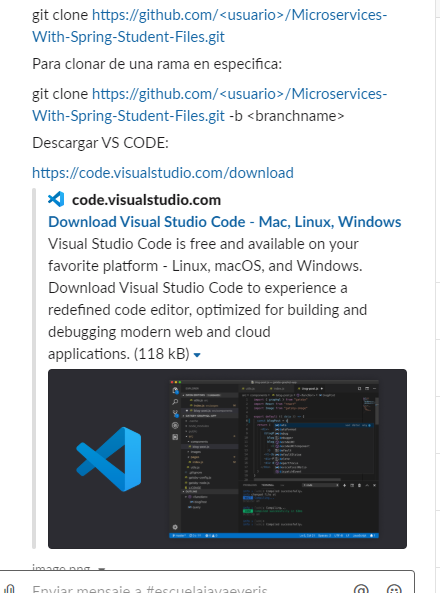 git clone https://github.com/<usuario>/Microservices-
With-Spring-Student-Files.git
Para clonar de una rama en especifica:
git clone https://github.com/<usuario>/Microservices-
With-Spring-Student-Files.git -b <branchname>
Descargar VS CODE:
https://code.visualstudio.com/download
code.visualstudio.com
Download Visual Studio Code - Mac, Linux, Windows
Visual Studio Code is free and available on your
favorite platform - Linux, macOS, and Windows.
Download Visual Studio Code to experience a
redefined code editor, optimized for building and
debugging modern web and cloud
applications. (118 kB)
image.png
Enviar mensaje a #escuelajavaeveris